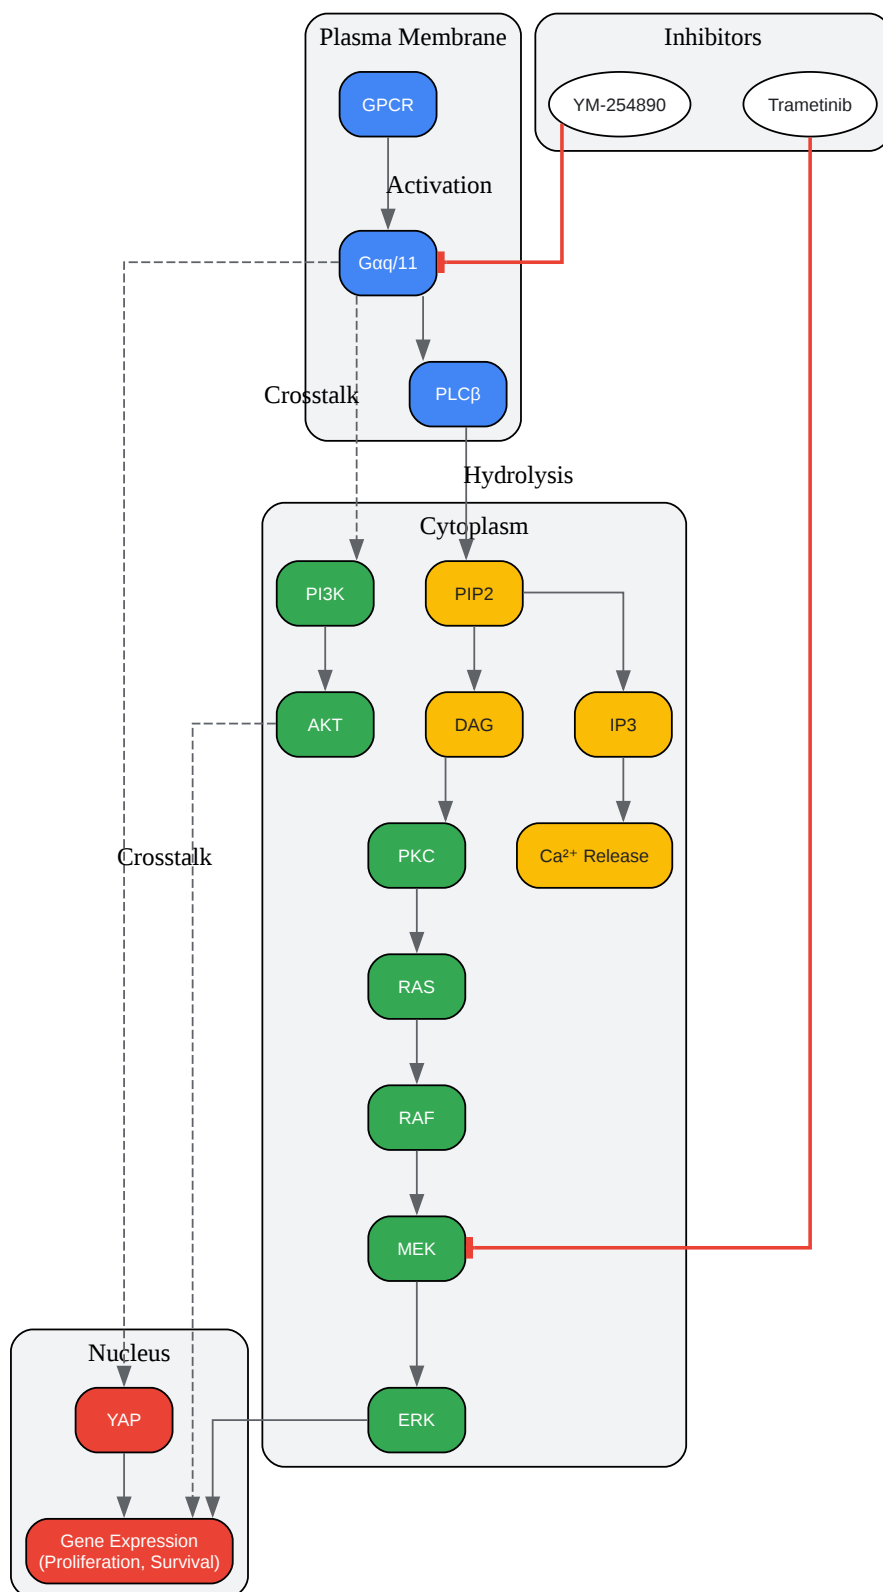 Plasma Membrane
Inhibitors
GPCR
YM-254890
Trametinib
Activation
Gαq/11
PLCβ
Crosstalk
Hydrolysis
Cytoplasm
PI3K
PIP2
AKT
DAG
IP3
Crosstalk
PKC
Ca²⁺ Release
RAS
RAF
MEK
Nucleus
YAP
ERK
Gene Expression
(Proliferation, Survival)